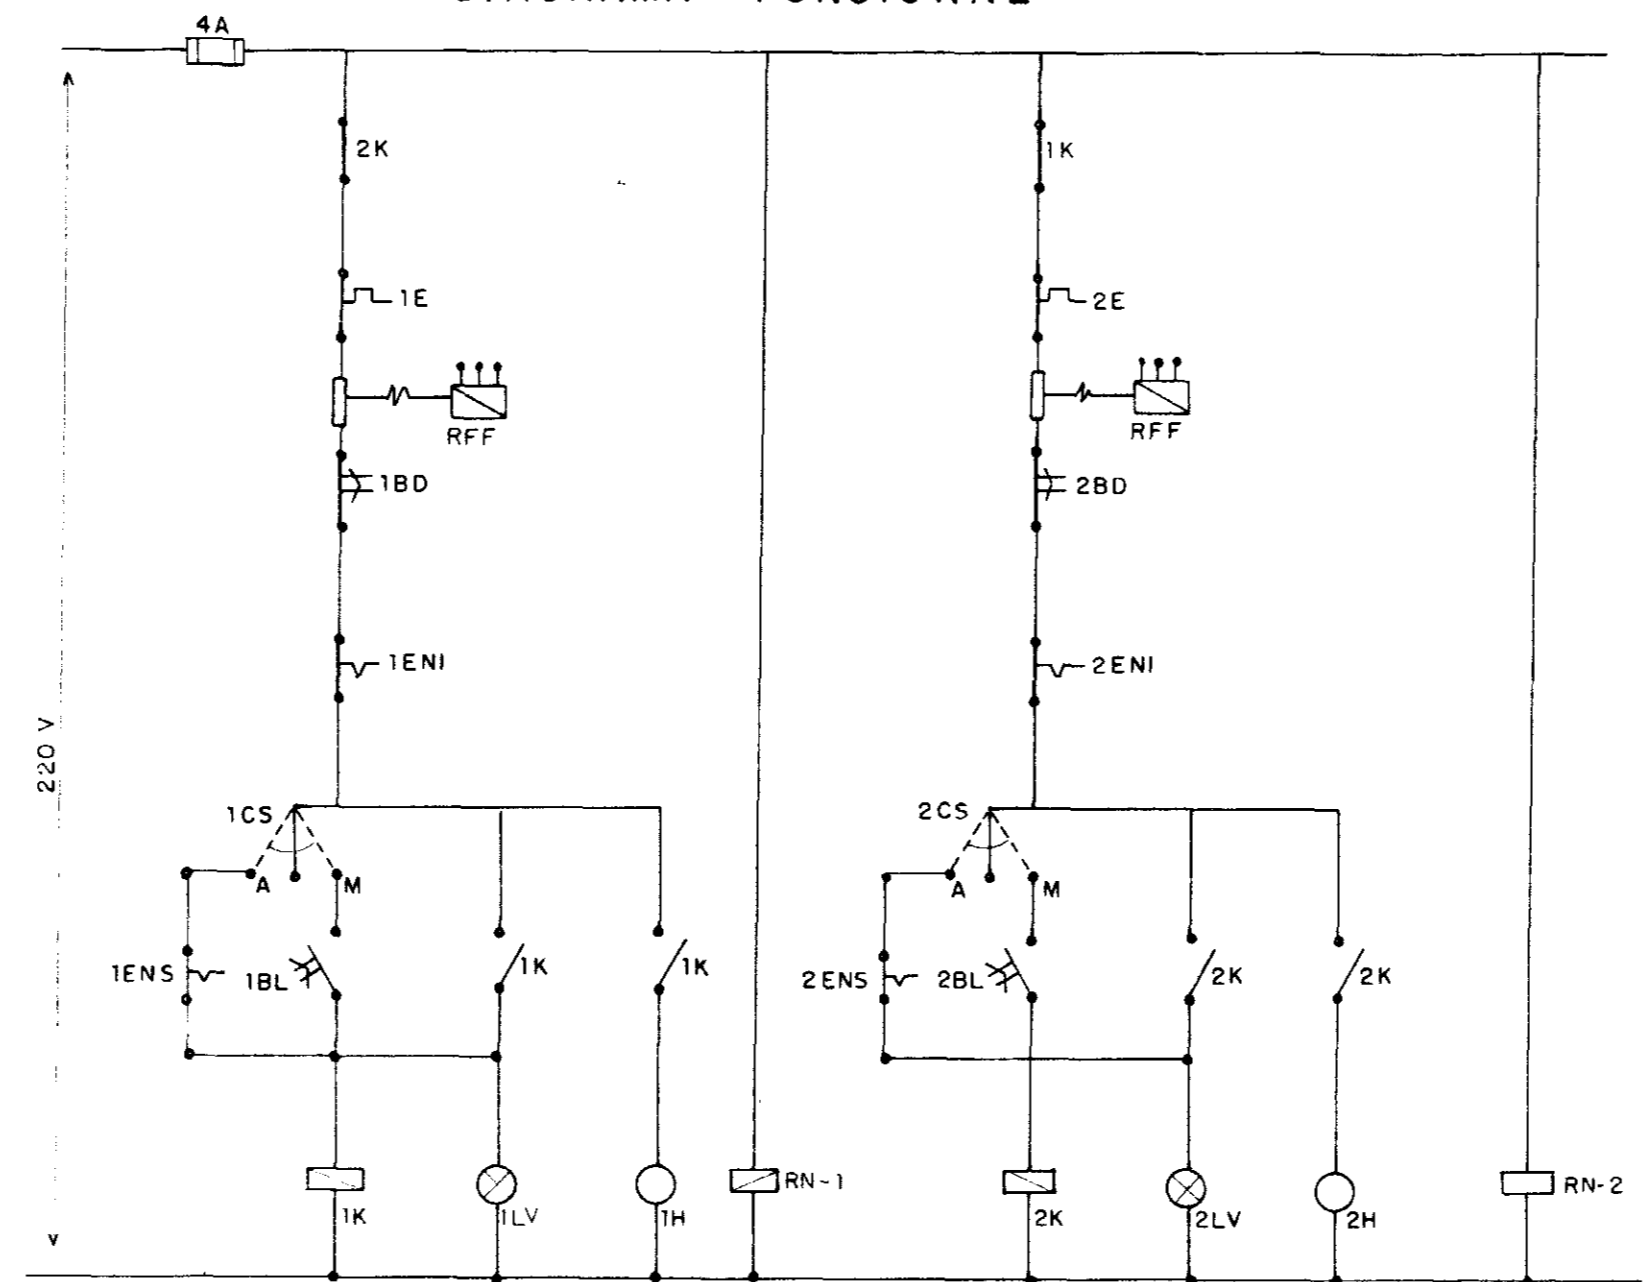 4A
2K
1K
1E
2E
RFF
RFF
1BD
2BD
1ENI
2ENI
220 V
1CS
2CS
A
M
A
M
1ENS
1BL
1K
1K
2ENS
2BL
2K
2K
RN-1
RN-2
1K
1LV
1H
2K
2LV
2H